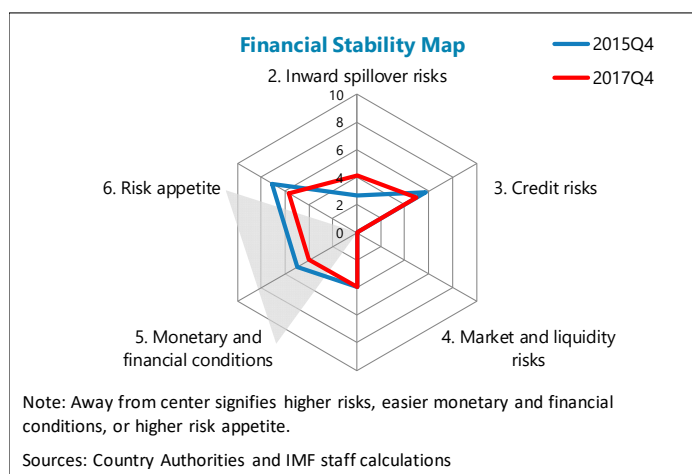 Financial Stability Map
2015Q4
2017Q4
2. Inward spillover risks
10
8
6
4
2
0
3. Credit risks
4. Market and liquidity
risks
5. Monetary and
financial conditions
6. Risk appetite
Note: Away from center signifies higher risks, easier monetary and financial
conditions, or higher risk appetite.
Sources: Country Authorities and IMF staff calculations